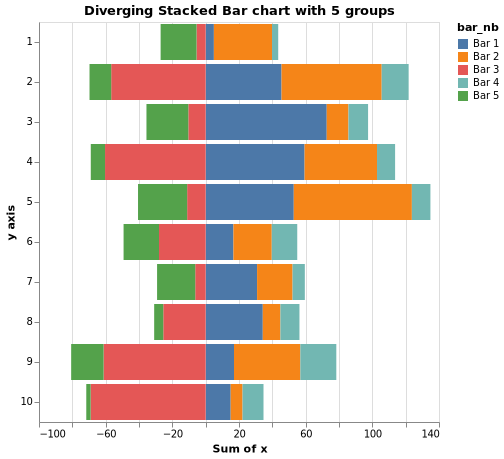 Diverging Stacked Bar chart with 5 groups
bar_nb
Bar 1
Bar 2
Bar 3
Bar 4
Bar 5
y axis
1
2
3
4
5
6
7
8
9
10
−100 −60 −20 20 60 100 140
Sum of x